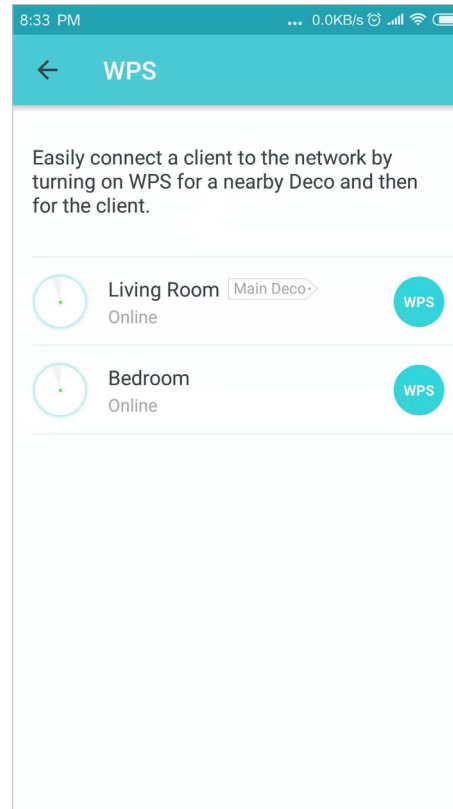 8:33 PM ... 0.0KB/s
WPS
Easily connect a client to the network by
turning on WPS for a nearby Deco and then
for the client.
Living Room Main Deco
Online
WPS
Bedroom
Online
WPS